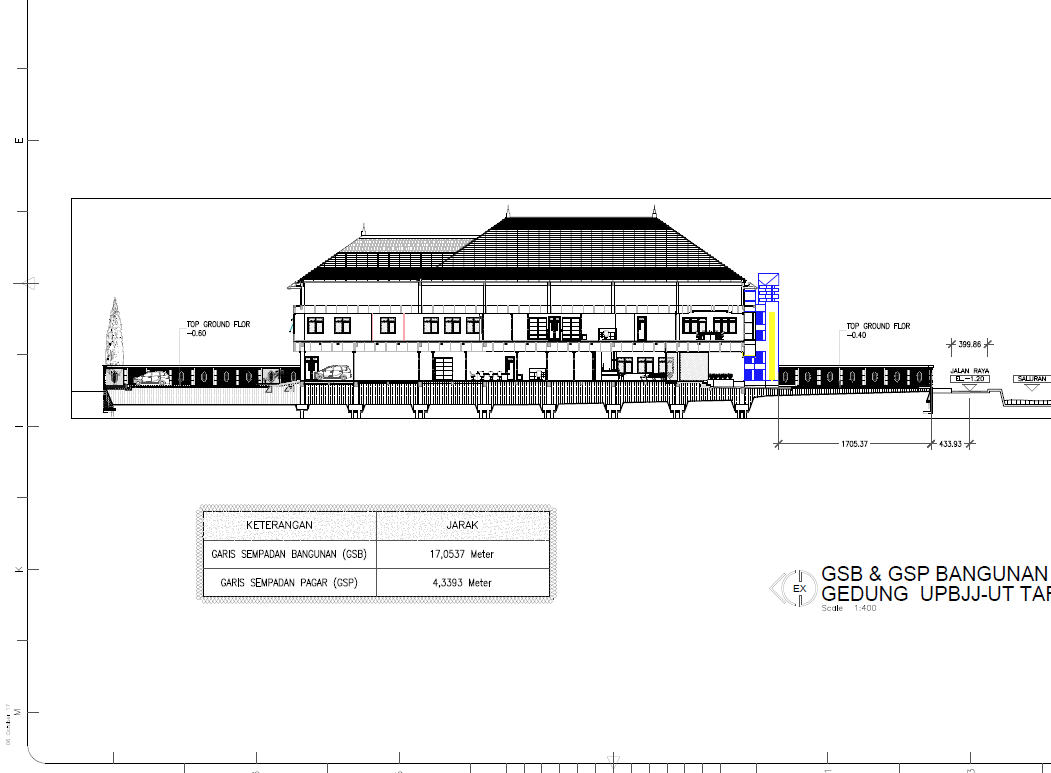 E
TOP GROUND FLOR
-0.60
TOP GROUND FLOR
-0.40
399.86
JALAN RAYA
EL.-1.20
SALURAN
1705.37
433.93
KETERANGAN JARAK
GARIS SEMPADAN BANGUNAN (GSB) 17,0537 Meter
GARIS SEMPADAN PAGAR (GSP) 4,3393 Meter
K
EX
GSB & GSP BANGUNAN
GEDUNG UPBJJ-UT TAR
Scale 1:400
M